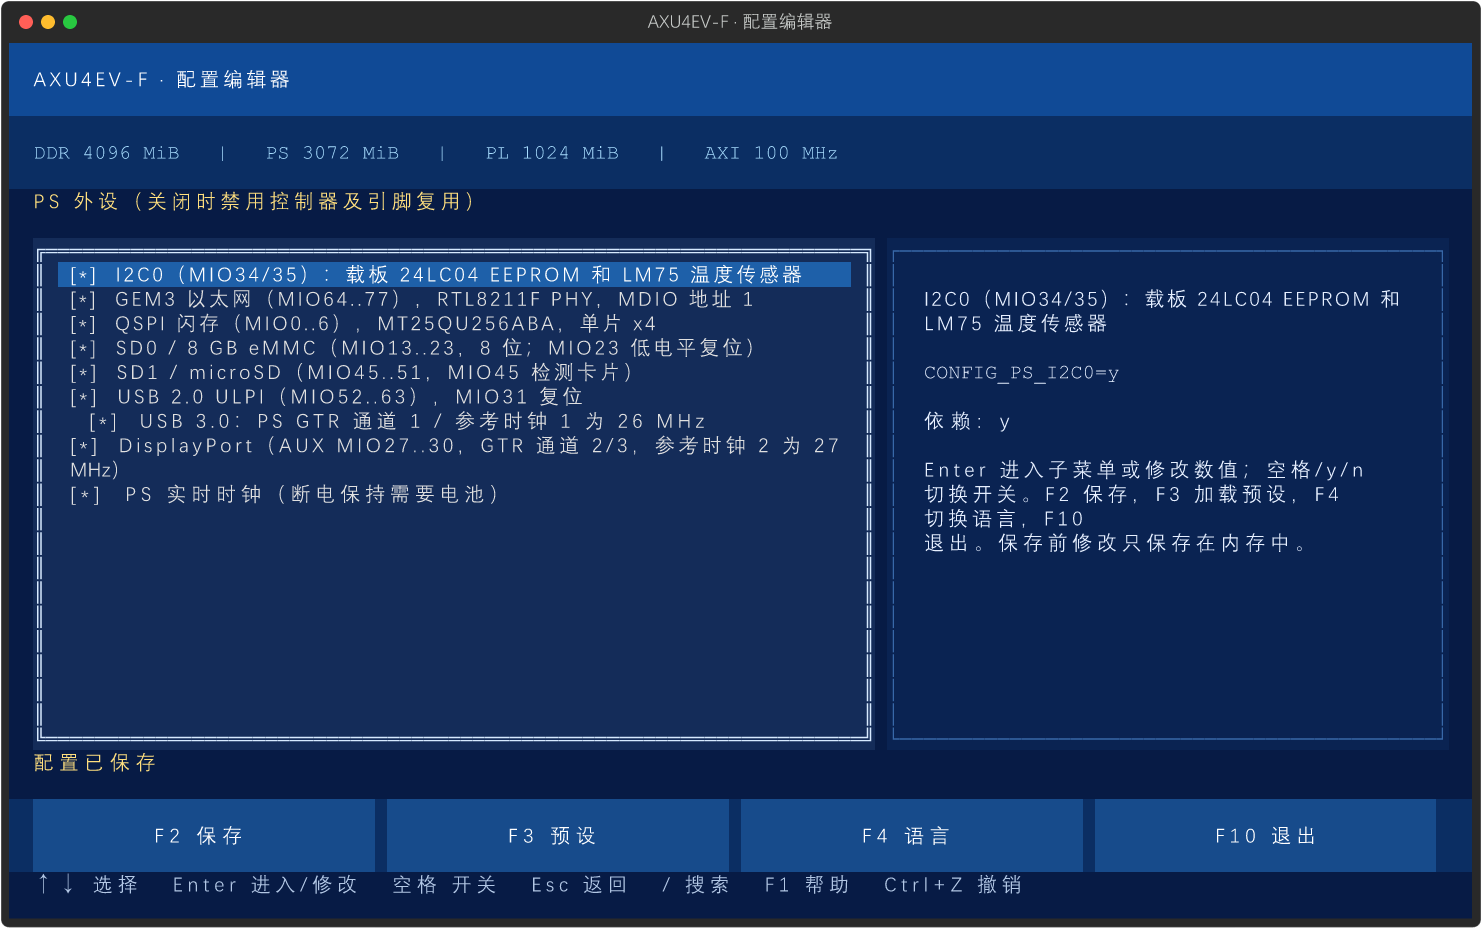 AXU4EV-F · 配置编辑器
AXU4EV-F · 配置编辑器
DDR 4096 MiB | PS 3072 MiB | PL 1024 MiB | AXI 100 MHz
PS 外设（关闭时禁用控制器及引脚复用）
[*] I2C0（MIO34/35）：载板 24LC04 EEPROM 和 LM75 温度传感器
[*] GEM3 以太网（MIO64..77），RTL8211F PHY，MDIO 地址 1
[*] QSPI 闪存（MIO0..6），MT25QU256ABA，单片 x4
[*] SD0 / 8 GB eMMC（MIO13..23，8 位；MIO23 低电平复位）
[*] SD1 / microSD（MIO45..51，MIO45 检测卡片）
[*] USB 2.0 ULPI（MIO52..63），MIO31 复位
[*] USB 3.0：PS GTR 通道 1 / 参考时钟 1 为 26 MHz
[*] DisplayPort（AUX MIO27..30，GTR 通道 2/3，参考时钟 2 为 27
MHz）
[*] PS 实时时钟（断电保持需要电池）
I2C0（MIO34/35）：载板 24LC04 EEPROM 和
LM75 温度传感器
CONFIG_PS_I2C0=y
依赖：y
Enter 进入子菜单或修改数值；空格/y/n
切换开关。F2 保存，F3 加载预设，F4
切换语言，F10
退出。保存前修改只保存在内存中。
配置已保存
F2 保存
F3 预设
F4 语言
F10 退出
↑↓ 选择 Enter 进入/修改 空格 开关 Esc 返回 / 搜索 F1 帮助 Ctrl+Z 撤销